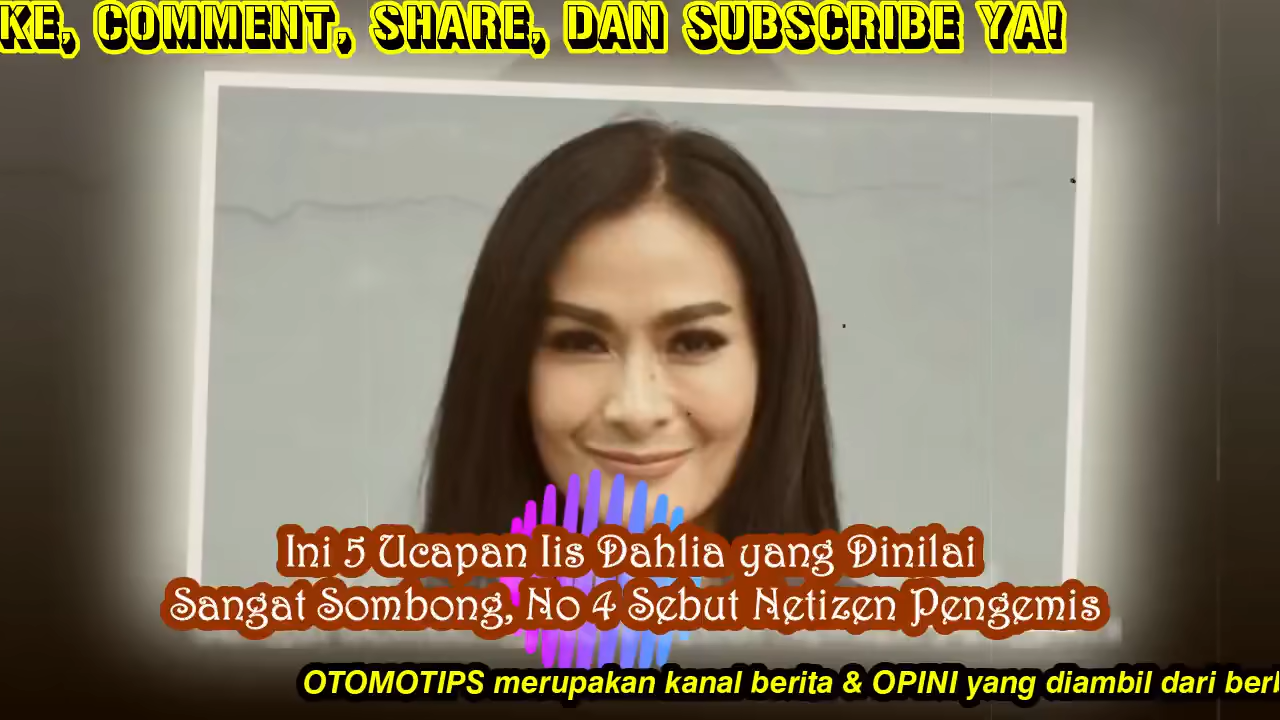 KE, COMMENT, SHARE, DAN SUBSCRIBE YA!
Ini 5 Ucapan Iis Dahlia yang Dinilai
Sangat Sombong, No 4 Sebut Netizen Pengemis
OTOMOTIPS merupakan kanal berita & OPINI yang diambil dari